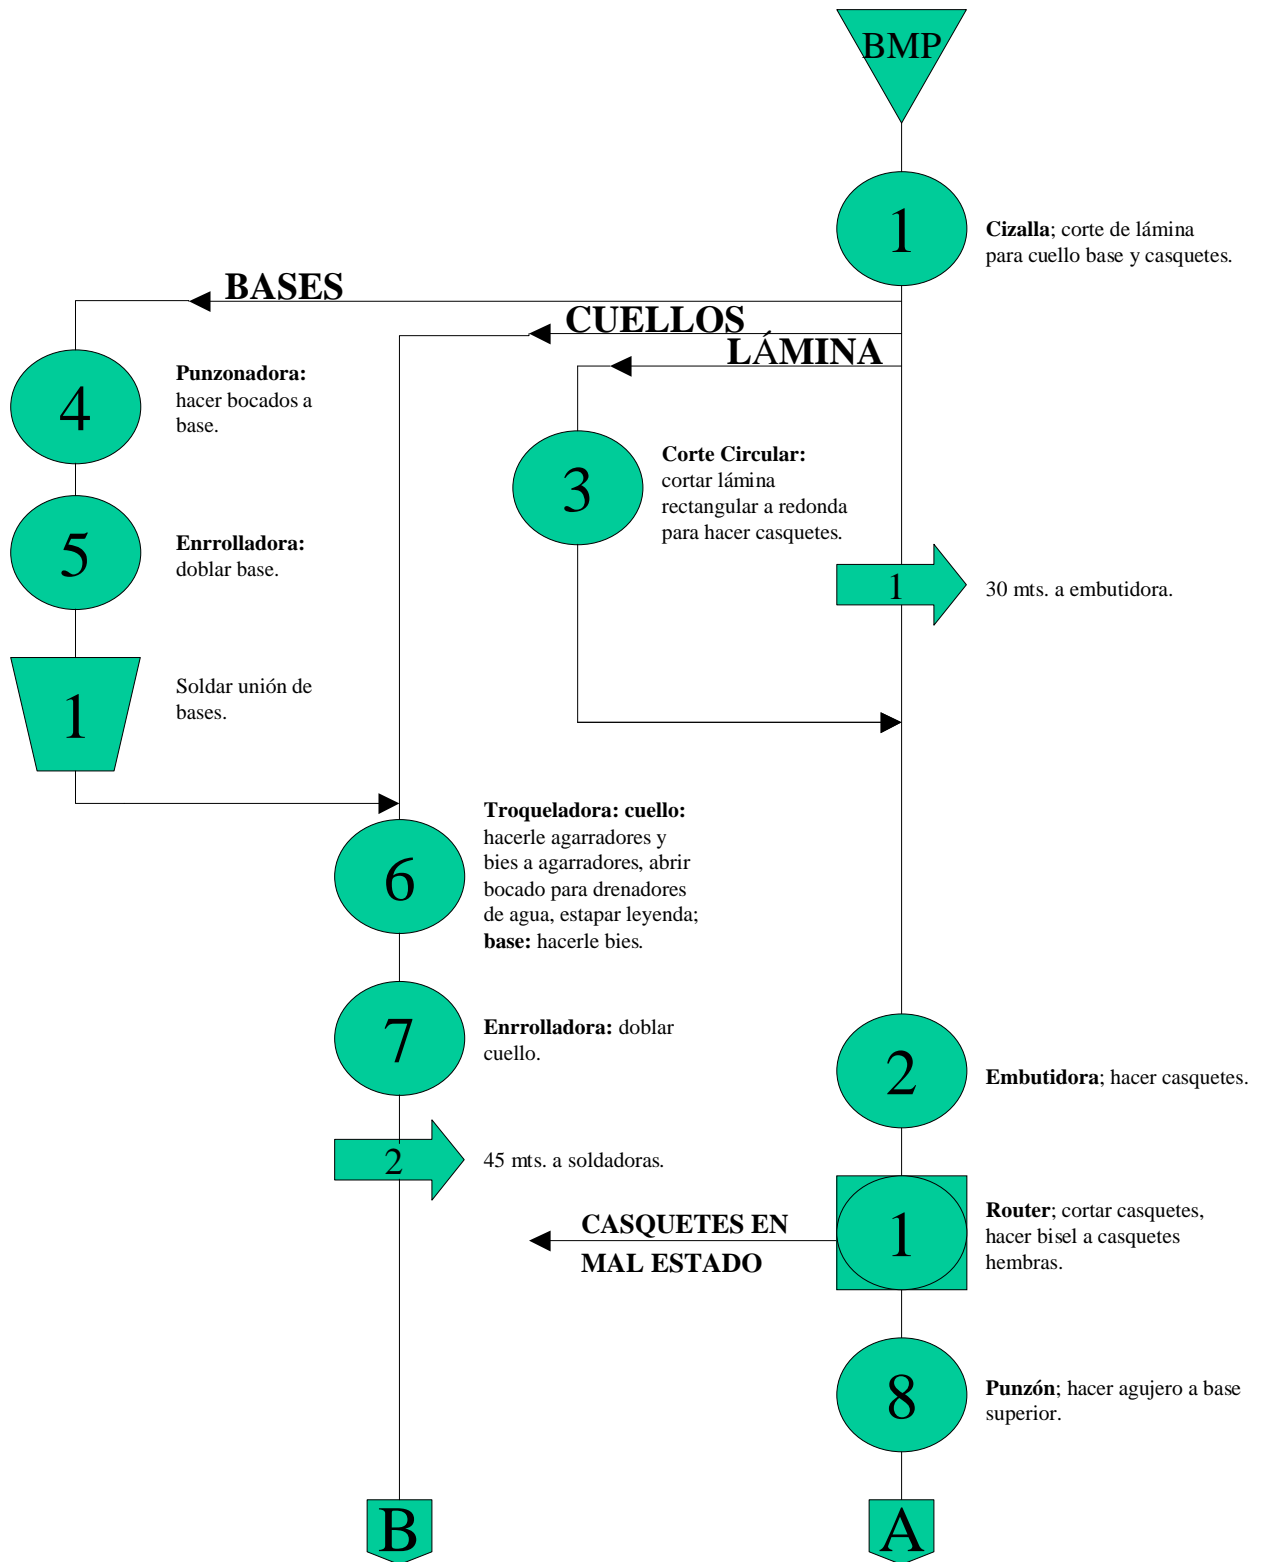 BMP
1
Cizalla; corte de lámina
para cuello base y casquetes.
BASES
CUELLOS
LÁMINA
4
Punzonadora:
hacer bocados a
base.
3
Corte Circular:
cortar lámina
rectangular a redonda
para hacer casquetes.
5
Enrrolladora:
doblar base.
1
30 mts. a embutidora.
1
Soldar unión de
bases.
6
Troqueladora: cuello:
hacerle agarradores y
bies a agarradores, abrir
bocado para drenadores
de agua, estapar leyenda;
base: hacerle bies.
7
Enrrolladora: doblar
cuello.
2
Embutidora; hacer casquetes.
2
45 mts. a soldadoras.
1
Router; cortar casquetes,
hacer bisel a casquetes
hembras.
CASQUETES EN
MAL ESTADO
8
Punzón; hacer agujero a base
superior.
B
A